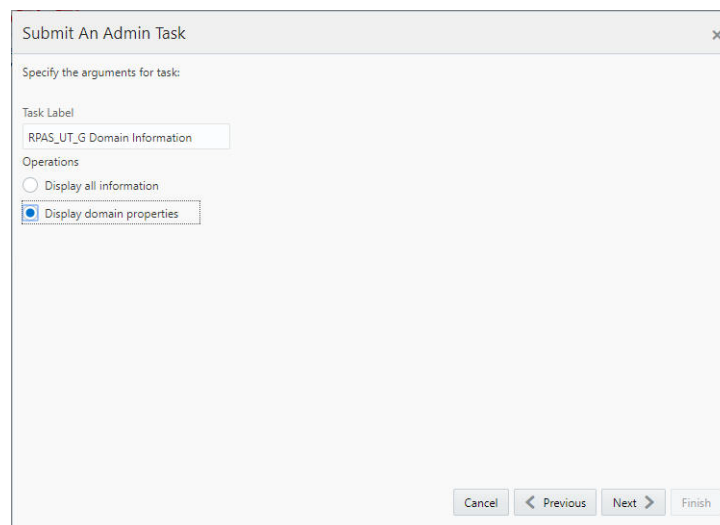 Submit An Admin Task
Specify the arguments for task:
Task Label
RPAS_UT_G Domain Information
Operations
Display all information
Display domain properties
Cancel Previous Next Finish